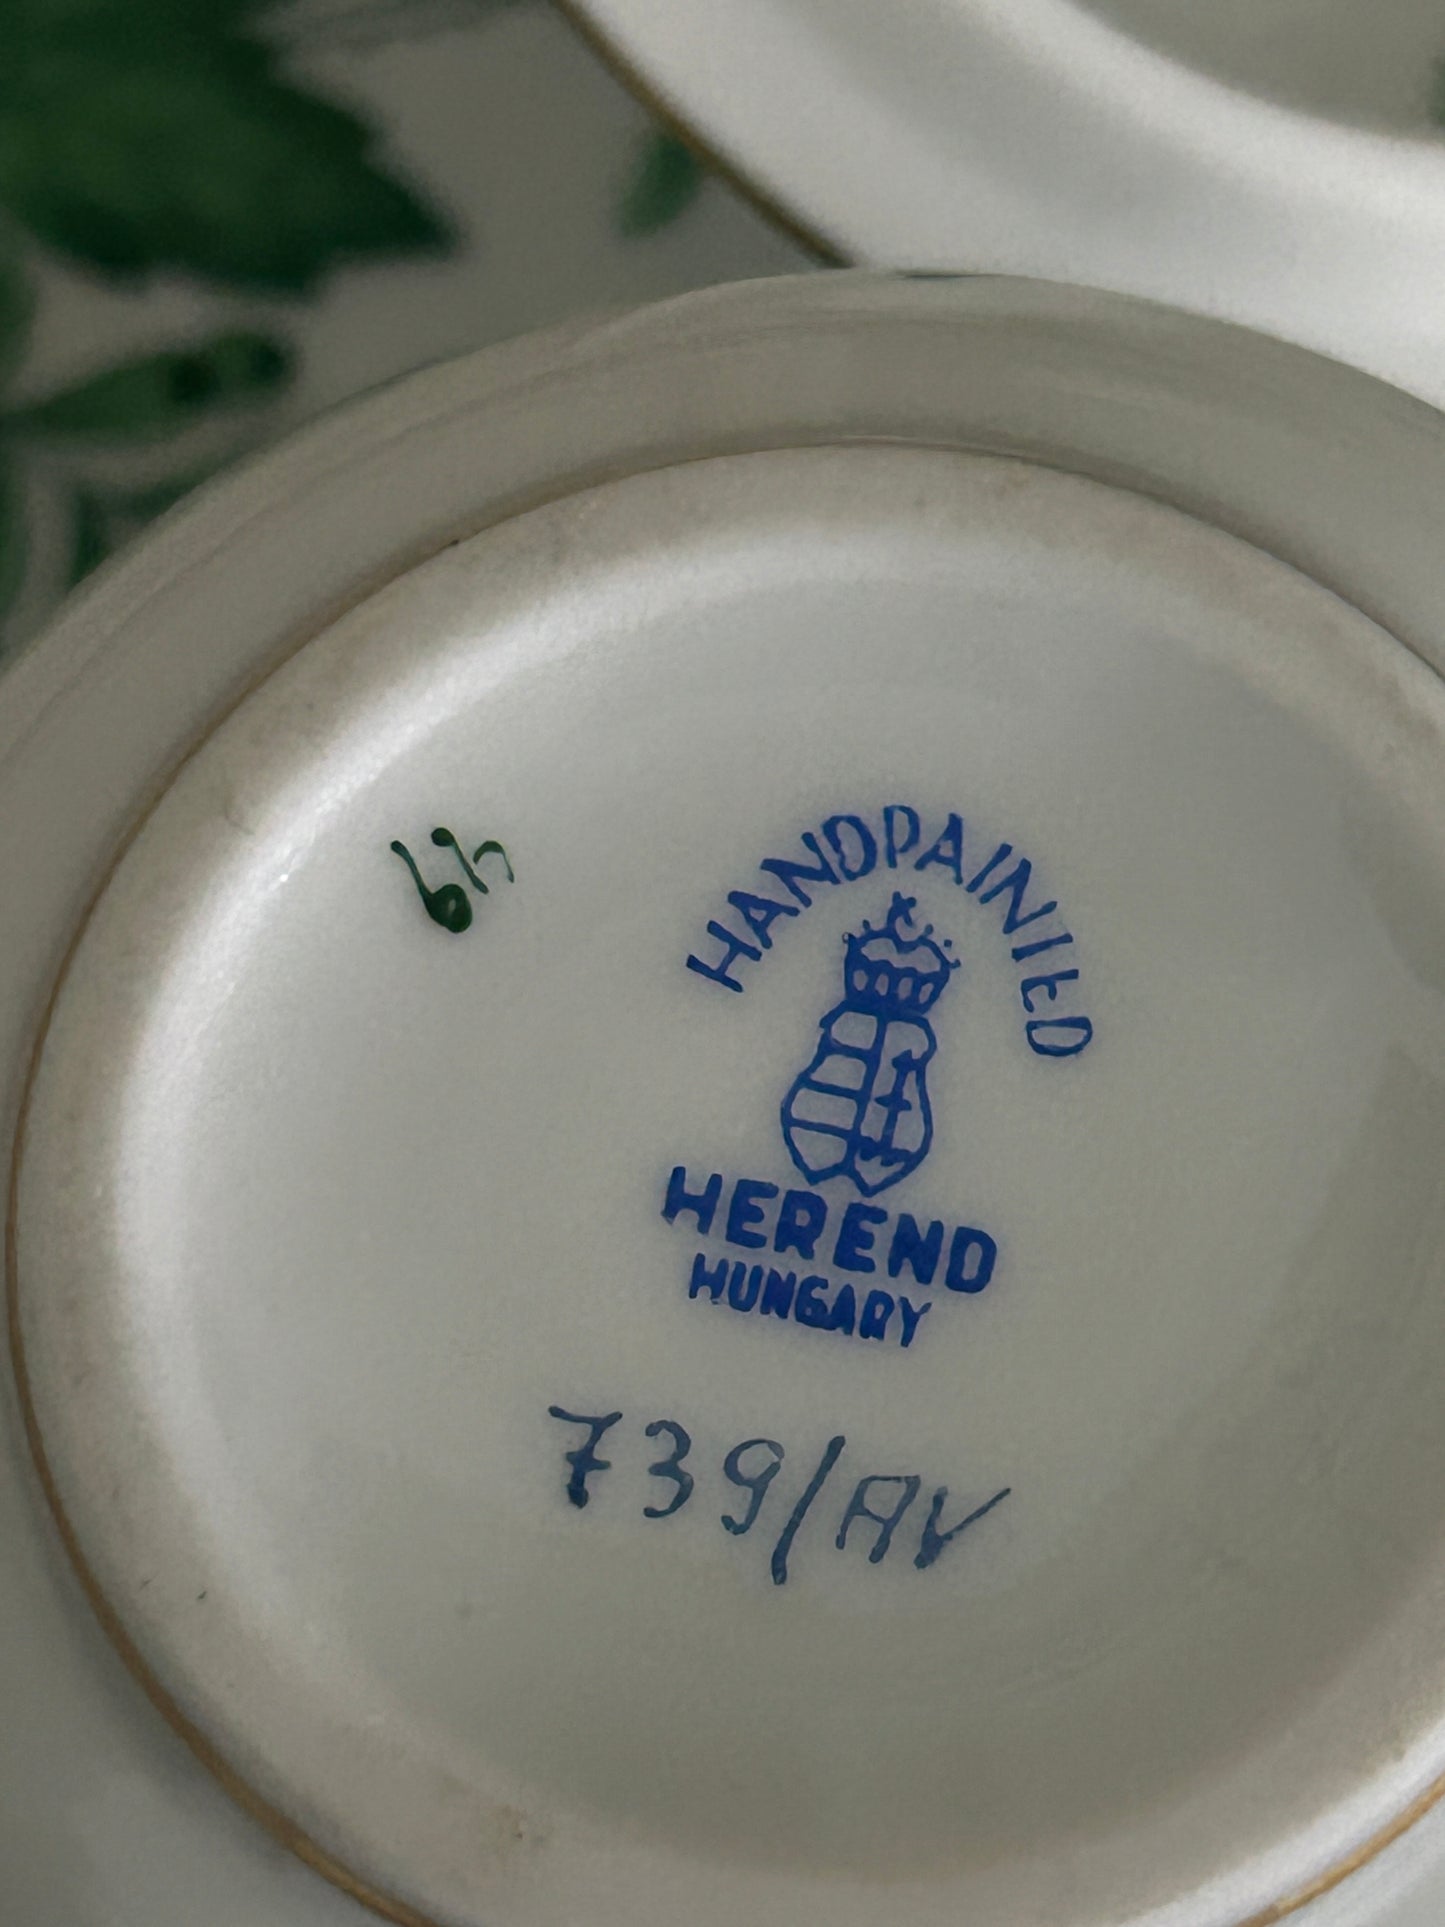 HANDPAINTED
HEREND
HUNGARY
739/AV